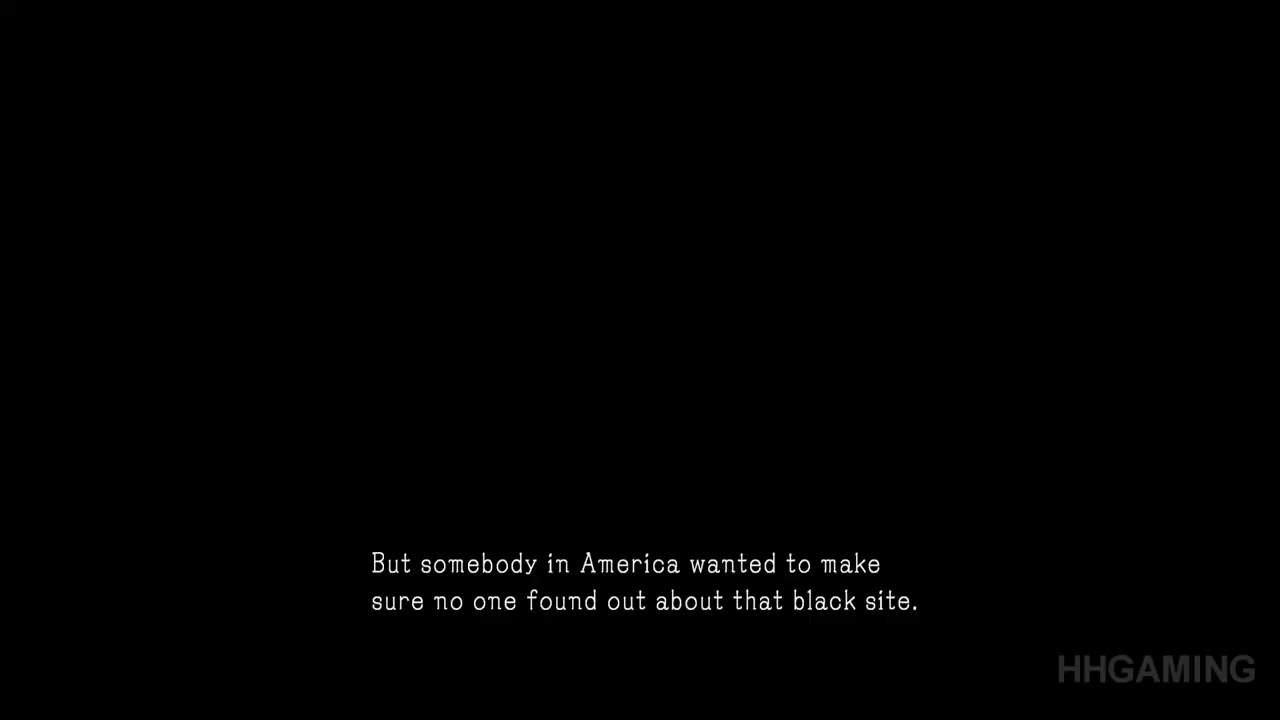 But somebody in America wanted to make
sure no one found out about that black site.
HHGAMING